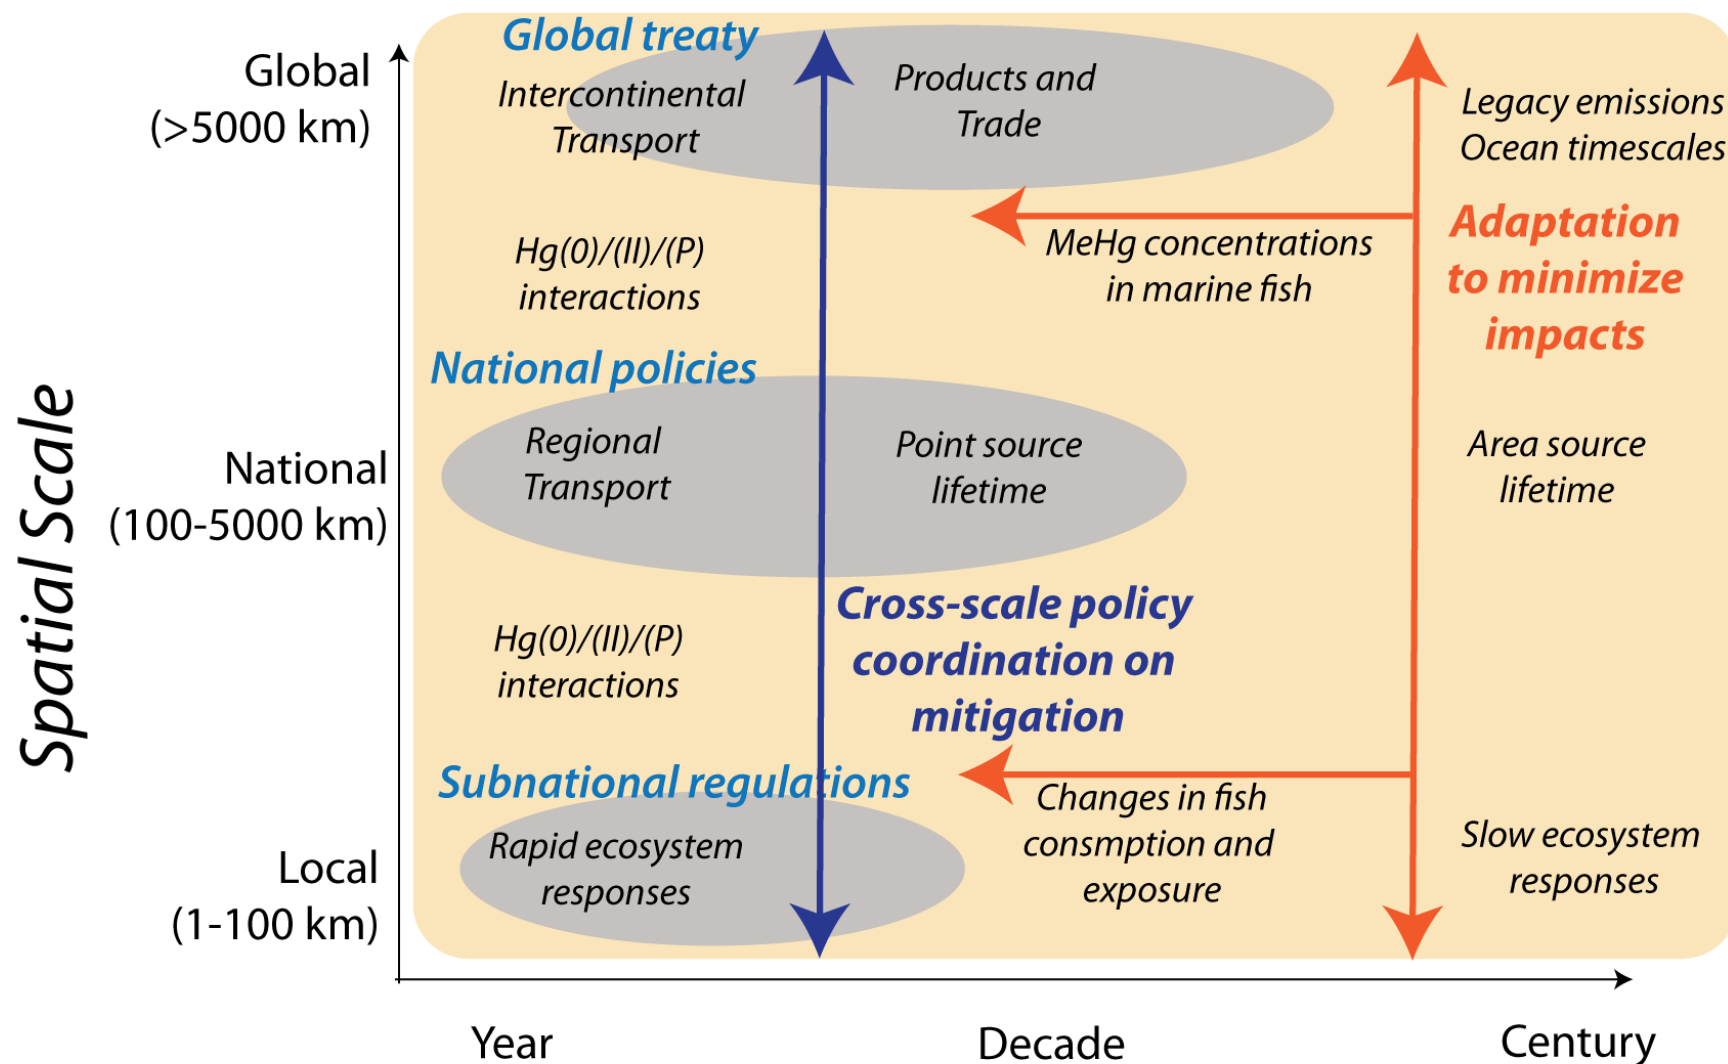 Spatial Scale
Global
(>5000 km)
National
(100-5000 km)
Local
(1-100 km)
Global treaty
Intercontinental
Transport
Products and
Trade
Legacy emissions
Ocean timescales
Hg(0)/(II)/(P)
interactions
MeHg concentrations
in marine fish
Adaptation
to minimize
impacts
National policies
Regional
Transport
Point source
lifetime
Area source
lifetime
Hg(0)/(II)/(P)
interactions
Cross-scale policy
coordination on
mitigation
Subnational regulations
Rapid ecosystem
responses
Changes in fish
consmption and
exposure
Slow ecosystem
responses
Year
Decade
Century